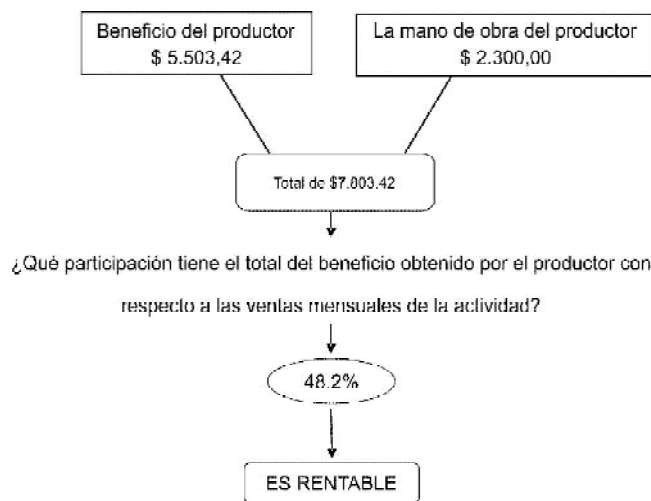 Beneficio del productor
$ 5.503,42
La mano de obra del productor
$ 2.300,00
Total de $7.803.42
¿Qué participación tiene el total del beneficio obtenido por el productor con
respecto a las ventas mensuales de la actividad?
48.2%
ES RENTABLE